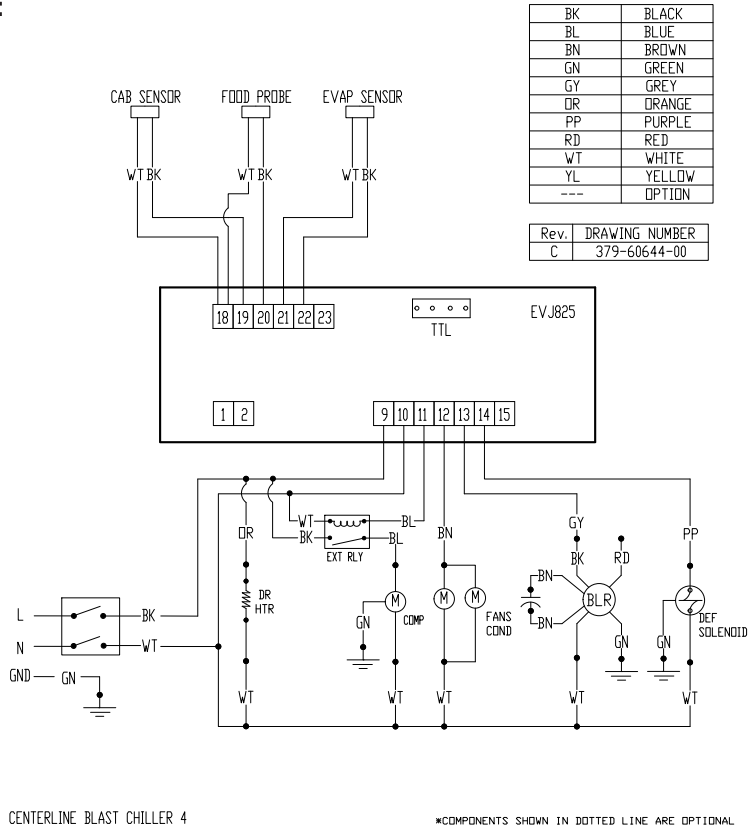 :
BK BLACK
BL BLUE
BN BROWN
GN GREEN
GY GREY
OR ORANGE
PP PURPLE
RD RED
WT WHITE
YL YELLOW
--- OPTION
Rev. DRAWING NUMBER
C 379-60644-00
CAB SENSOR FOOD PROBE EVAP SENSOR
WT BK WT BK WT BK
18 19 20 21 22 23
TTL
EVJ825
1 2
9 10 11 12 13 14 15
OR
WT BL
BK BL
EXT RLY
BN
GY
BK
RD
PP
DR
HTR
M
COMP
GN
M M
FANS
COND
BN
BN
BLR
GN
GN
DEF
SOLENOID
L BK
N WT
GND GN
WT WT WT WT WT
CENTERLINE BLAST CHILLER 4
*COMPONENTS SHOWN IN DOTTED LINE ARE OPTIONAL